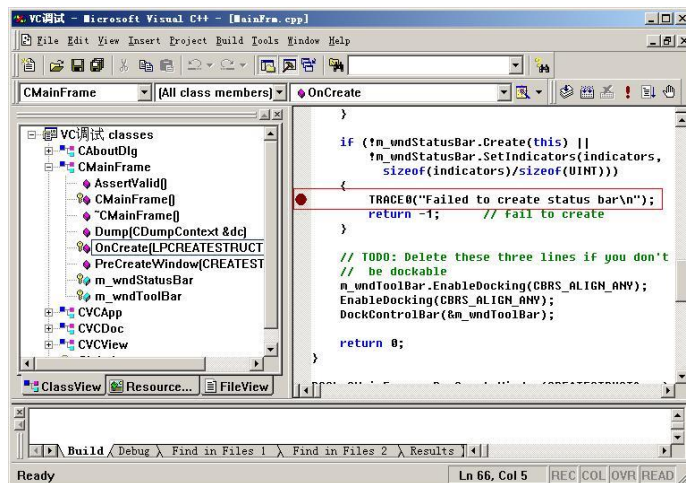 VC调试 - Microsoft Visual C++ - [MainFrm.cpp]
File Edit View Insert Project Build Tools Window Help
CMainFrame [All class members] OnCreate
VC调试 classes
CAboutDlg
CMainFrame
AssertValid()
CMainFrame()
~CMainFrame()
Dump(CDumpContext &dc)
OnCreate(LPCREATESTRUCT
PreCreateWindow(CREATEST
m_wndStatusBar
m_wndToolBar
CVCApp
CVCDoc
CVCView
ClassView Resource... FileView
}
if (!m_wndStatusBar.Create(this) ||
!m_wndStatusBar.SetIndicators(indicators,
sizeof(indicators)/sizeof(UINT)))
{
TRACE0("Failed to create status bar\n");
return -1; // fail to create
}
// TODO: Delete these three lines if you don't
// be dockable
m_wndToolBar.EnableDocking(CBRS_ALIGN_ANY);
EnableDocking(CBRS_ALIGN_ANY);
DockControlBar(&m_wndToolBar);
return 0;
}
Build Debug Find in Files 1 Find in Files 2 Results
Ready Ln 66, Col 5 REC COL OVR READ